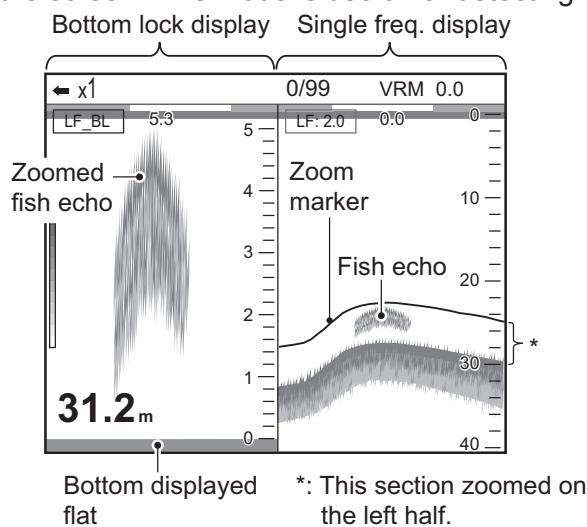 Bottom lock display Single freq. display
x1 0/99 VRM 0.0
LF_BL 5.3 LF: 2.0 0.0 0
5
Zoomed
fish echo
4
Zoom
marker
10
3
Fish echo
20
2
*
1
30
31.2 m
0
40
Bottom displayed
flat
*: This section zoomed on
the left half.